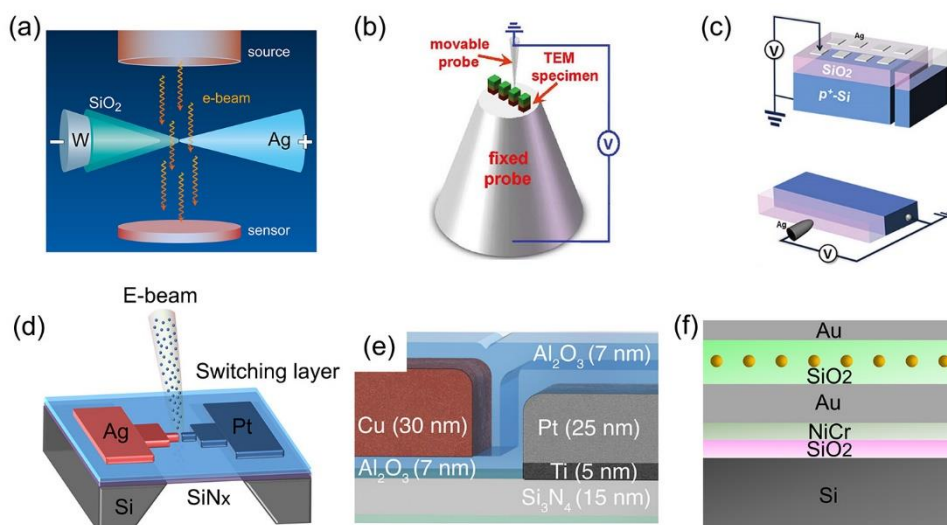 (a)
source
SiO₂
e-beam
− W
Ag +
sensor
(b)
movable
probe
TEM
specimen
fixed
probe
V
(c)
V
Ag
SiO₂
p⁺-Si
Ag
V
(d)
E-beam
Switching layer
Ag
Pt
Si
SiNx
(e)
Al₂O₃ (7 nm)
Cu (30 nm)
Pt (25 nm)
Al₂O₃ (7 nm)
Ti (5 nm)
Si₃N₄ (15 nm)
(f)
Au
SiO2
Au
NiCr
SiO2
Si